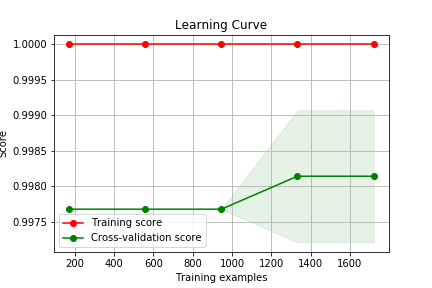 Learning Curve
1.0000
0.9995
0.9990
0.9985
0.9980
0.9975
Score
Training score
Cross-validation score
200 400 600 800 1000 1200 1400 1600
Training examples